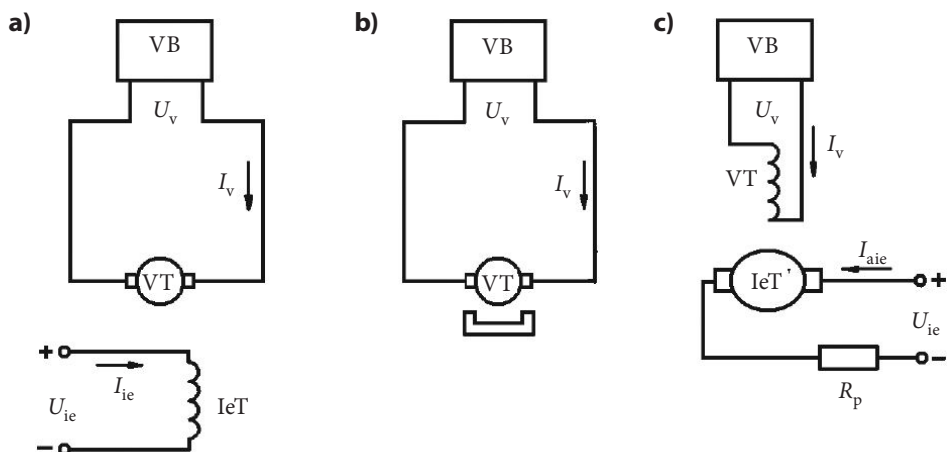 a)
VB
Uv
Iv
VT
+
Iie
Uie
IeT
−
b)
VB
Uv
Iv
VT
c)
VB
Uv
Iv
VT
Iaie
IeT
+
Uie
−
Rp